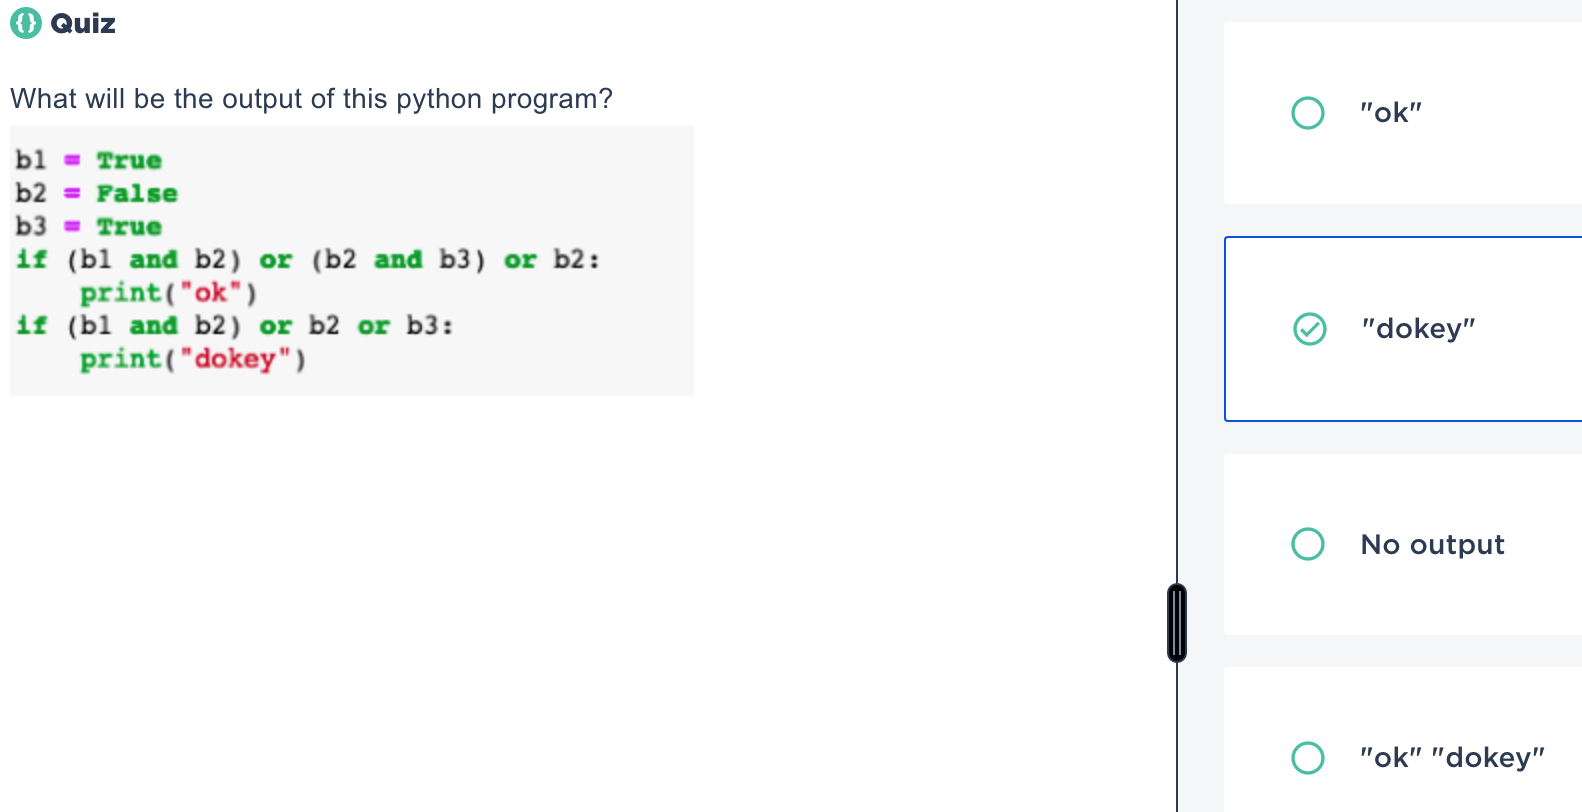 {} Quiz
What will be the output of this python program?
b1 = True
b2 = False
b3 = True
if (b1 and b2) or (b2 and b3) or b2:
    print("ok")
if (b1 and b2) or b2 or b3:
    print("dokey")
"ok"
"dokey"
No output
"ok" "dokey"